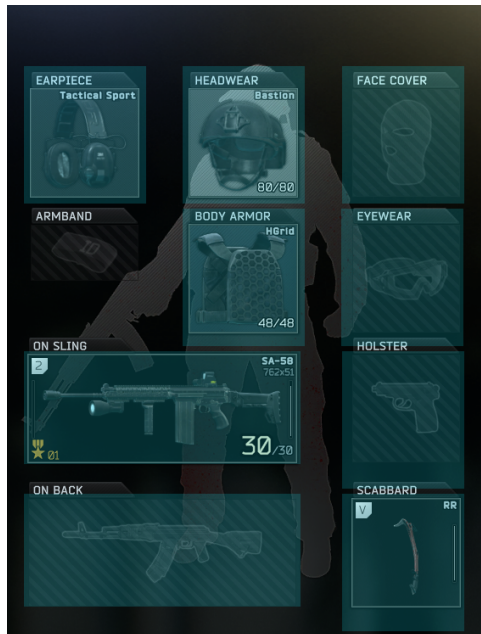 EARPIECE
HEADWEAR
FACE COVER
Tactical Sport
Bastion
80/80
ARMBAND
BODY ARMOR
EYEWEAR
ID
HGrid
48/48
ON SLING
HOLSTER
2
SA-58
762x51
01
30/30
ON BACK
SCABBARD
V
RR